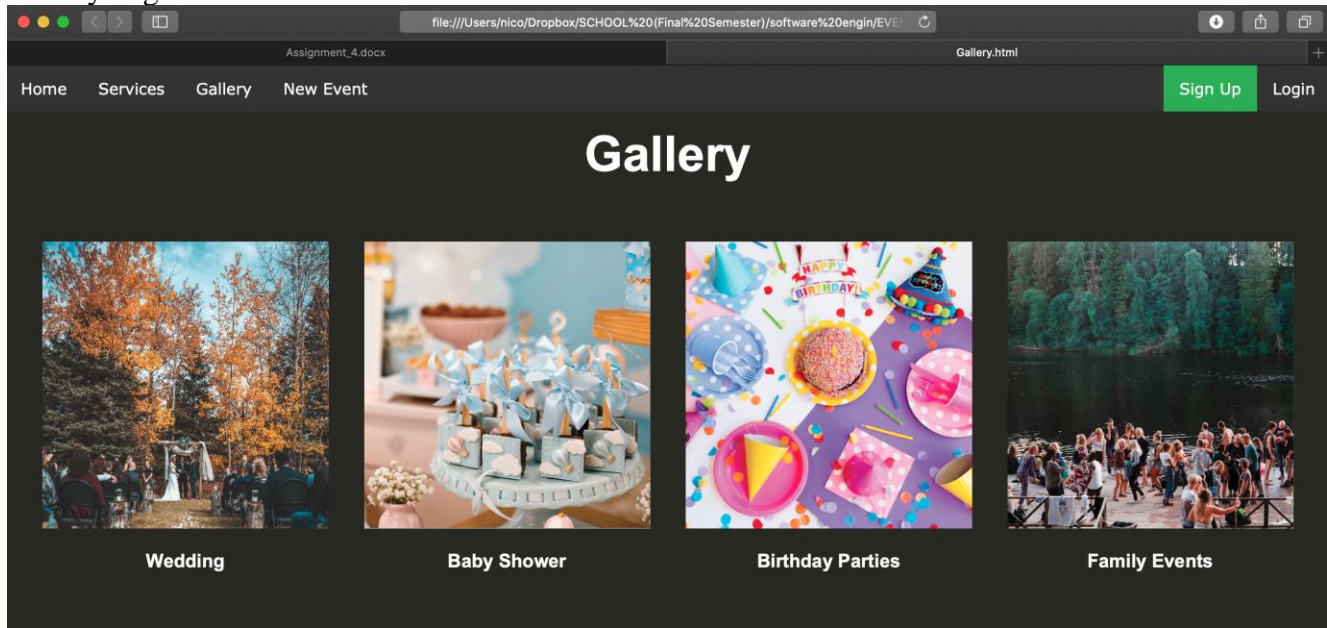 file:///Users/nico/Dropbox/SCHOOL%20(Final%20Semester)/software%20engin/EVE
Assignment_4.docx
Gallery.html
Home Services Gallery New Event Sign Up Login
Gallery
HAPPY
BIRTHDAY
Wedding
Baby Shower
Birthday Parties
Family Events